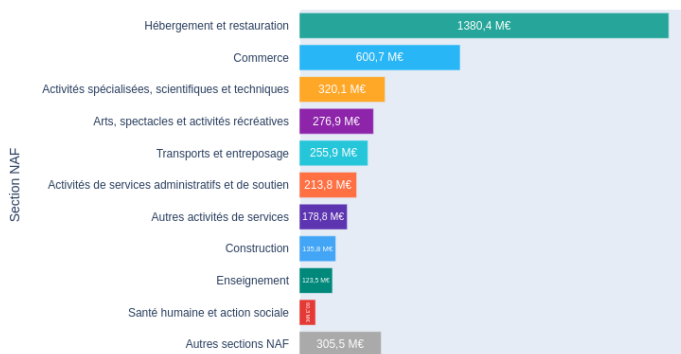 Section NAF
Hébergement et restauration 1380,4 M€
Commerce 600,7 M€
Activités spécialisées, scientifiques et techniques 320,1 M€
Arts, spectacles et activités récréatives 276,9 M€
Transports et entreposage 255,9 M€
Activités de services administratifs et de soutien 213,8 M€
Autres activités de services 178,8 M€
Construction 135,8 M€
Enseignement 123,5 M€
Santé humaine et action sociale
Autres sections NAF 305,5 M€